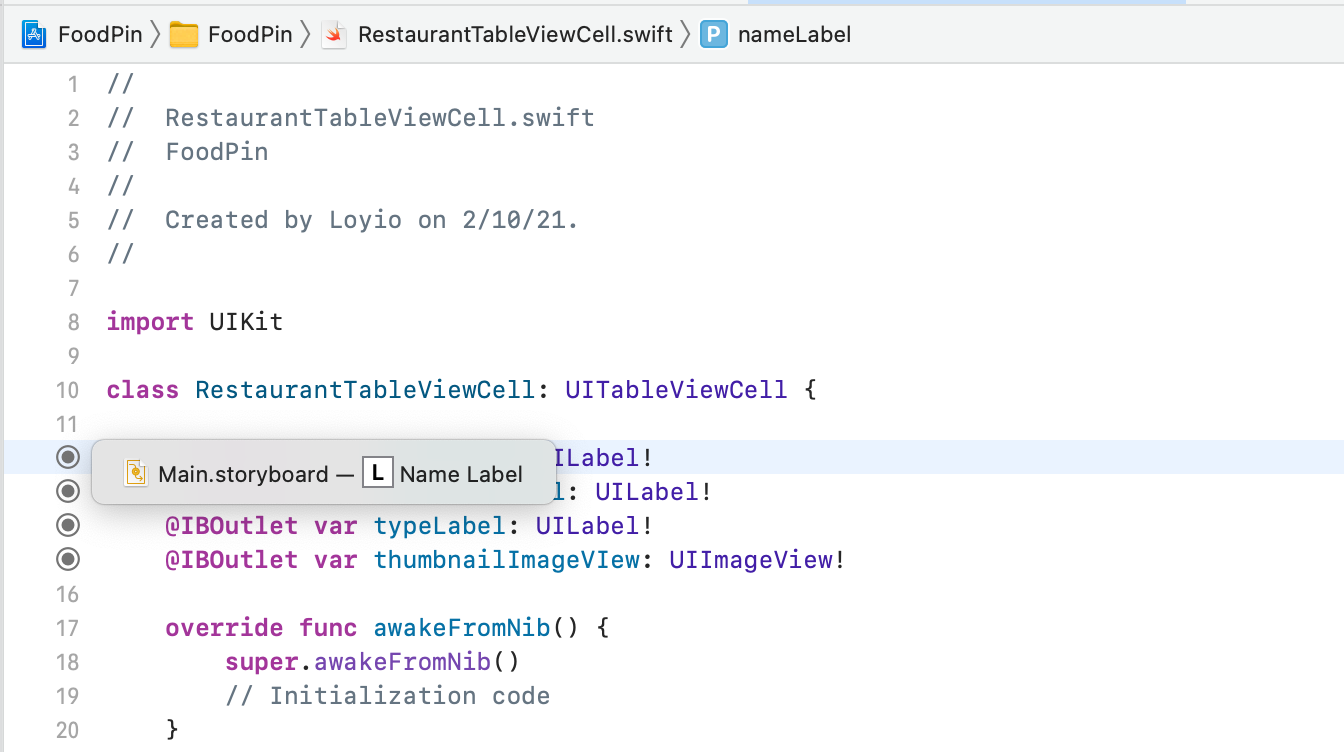 FoodPin FoodPin RestaurantTableViewCell.swift P nameLabel
1 //
2 //  RestaurantTableViewCell.swift
3 //  FoodPin
4 //
5 //  Created by Loyio on 2/10/21.
6 //
7
8 import UIKit
9
10 class RestaurantTableViewCell: UITableViewCell {
11
ILabel!
Main.storyboard — L Name Label
l: UILabel!
@IBOutlet var typeLabel: UILabel!
@IBOutlet var thumbnailImageVIew: UIImageView!
16
17 override func awakeFromNib() {
18 super.awakeFromNib()
19 // Initialization code
20 }